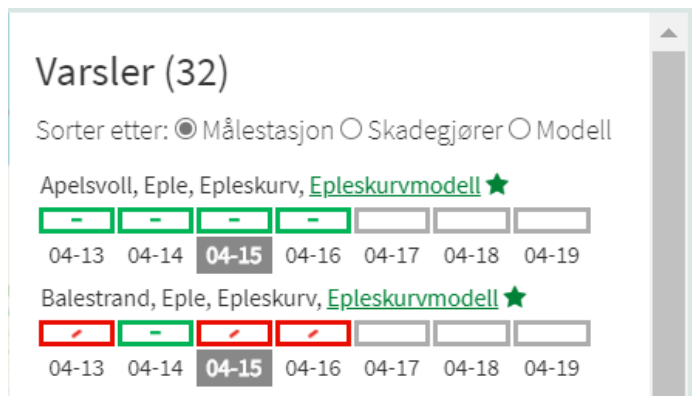 Varsler (32)
Sorter etter: Målestasjon Skadegjører Modell
Apelsvoll, Eple, Epleskurv, Epleskurvmodell
04-13 04-14 04-15 04-16 04-17 04-18 04-19
Balestrand, Eple, Epleskurv, Epleskurvmodell
04-13 04-14 04-15 04-16 04-17 04-18 04-19